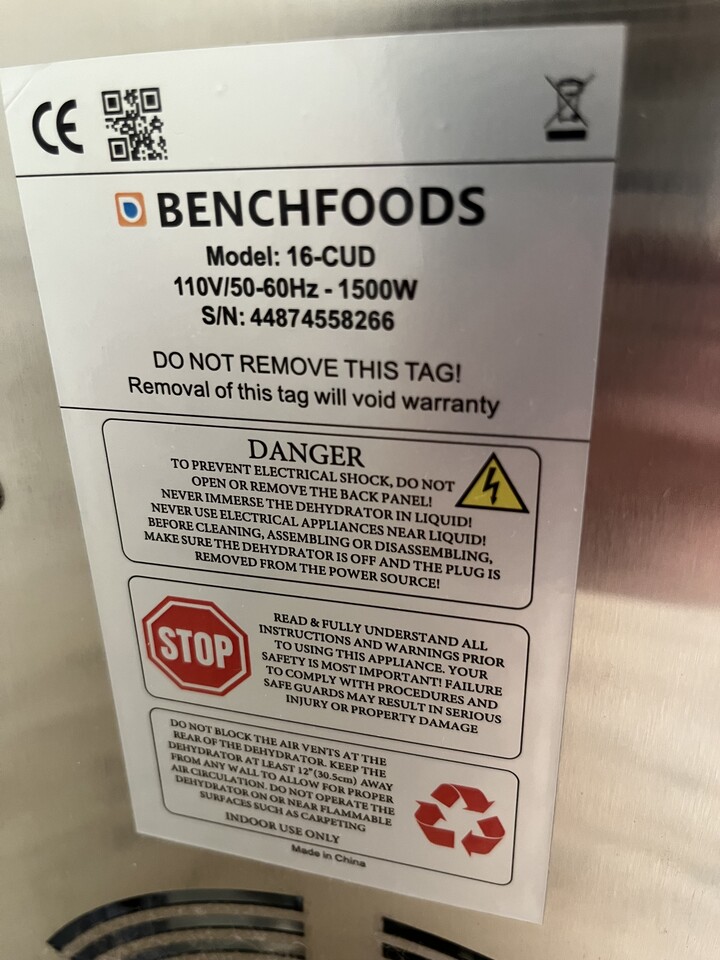 CE
BENCHFOODS
Model: 16-CUD
110V/50-60Hz - 1500W
S/N: 44874558266
DO NOT REMOVE THIS TAG!
Removal of this tag will void warranty
DANGER
TO PREVENT ELECTRICAL SHOCK, DO NOT
OPEN OR REMOVE THE BACK PANEL!
NEVER IMMERSE THE DEHYDRATOR IN LIQUID!
NEVER USE ELECTRICAL APPLIANCES NEAR LIQUID!
BEFORE CLEANING, ASSEMBLING OR DISASSEMBLING,
MAKE SURE THE DEHYDRATOR IS OFF AND THE PLUG IS
REMOVED FROM THE POWER SOURCE!
STOP
READ & FULLY UNDERSTAND ALL
INSTRUCTIONS AND WARNINGS PRIOR
TO USING THIS APPLIANCE. YOUR
SAFETY IS MOST IMPORTANT! FAILURE
TO COMPLY WITH PROCEDURES AND
SAFE GUARDS MAY RESULT IN SERIOUS
INJURY OR PROPERTY DAMAGE
DO NOT BLOCK THE AIR VENTS AT THE
REAR OF THE DEHYDRATOR. KEEP THE
DEHYDRATOR AT LEAST 12"(30.5cm) AWAY
FROM ANY WALL TO ALLOW FOR PROPER
AIR CIRCULATION. DO NOT OPERATE THE
DEHYDRATOR ON OR NEAR FLAMMABLE
SURFACES SUCH AS CARPETING
INDOOR USE ONLY
Made in China